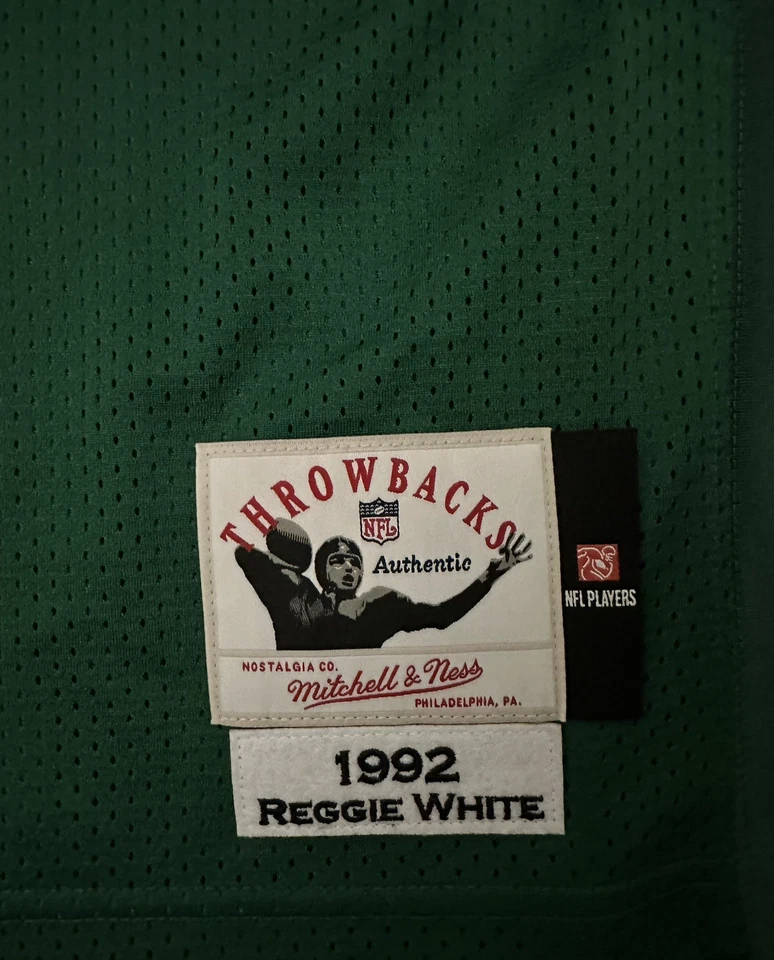 THROWBACKS
NFL
Authentic
NFL PLAYERS
NOSTALGIA CO.
Mitchell & Ness
PHILADELPHIA, PA.
1992
REGGIE WHITE